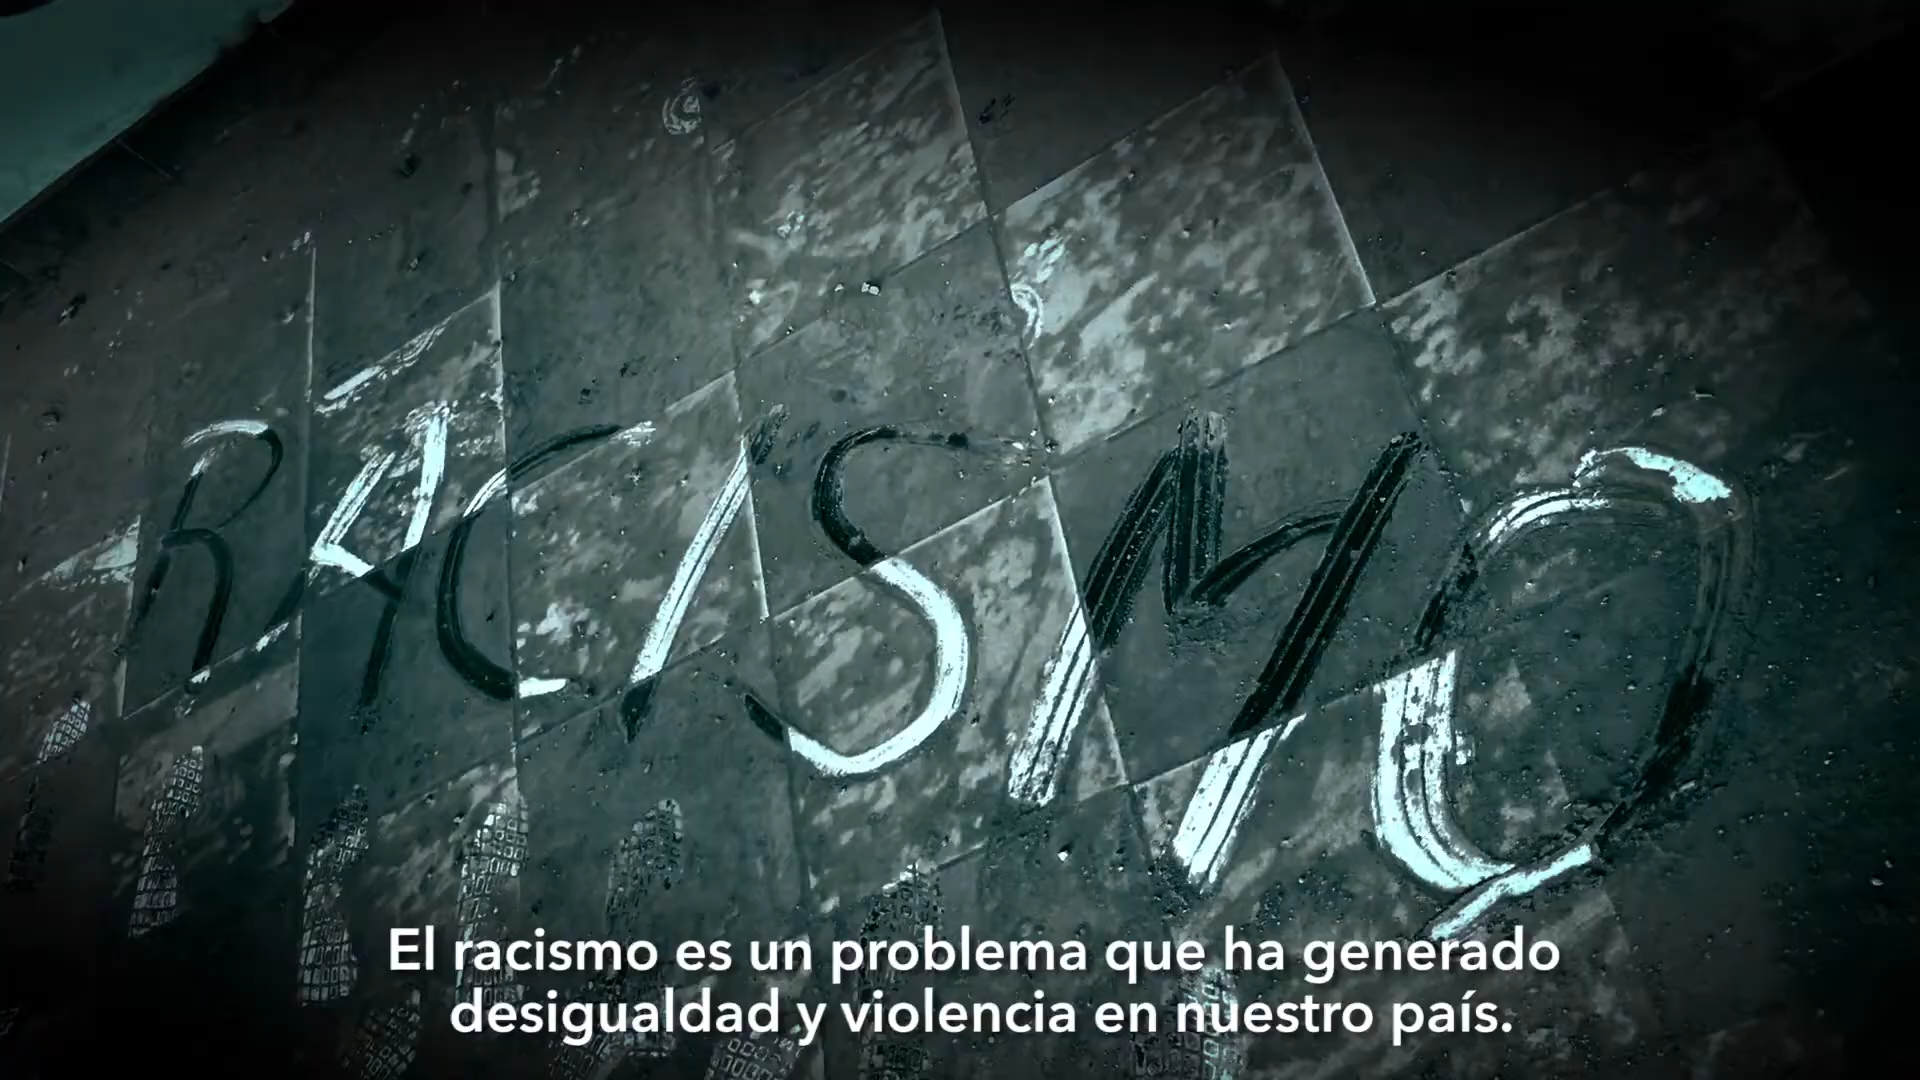 RACISMO
El racismo es un problema que ha generado
desigualdad y violencia en nuestro país.